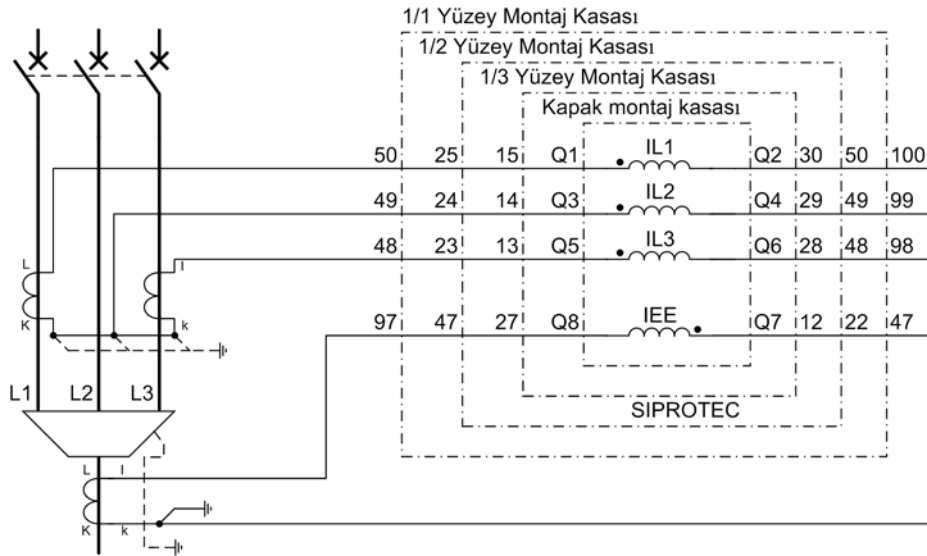 1/1 Yüzey Montaj Kasası
1/2 Yüzey Montaj Kasası
1/3 Yüzey Montaj Kasası
Kapak montaj kasası
50 25 15 Q1 IL1 Q2 30 50 100
49 24 14 Q3 IL2 Q4 29 49 99
48 23 13 Q5 IL3 Q6 28 48 98
L l
K k
97 47 27 Q8 IEE Q7 12 22 47
L1 L2 L3
SIPROTEC
L l
K k